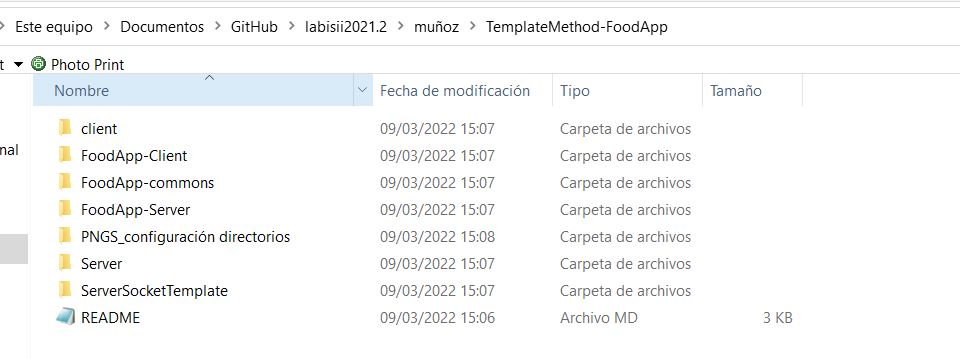 Este equipo > Documentos > GitHub > labisii2021.2 > muñoz > TemplateMethod-FoodApp
t Photo Print
Nombre Fecha de modificación Tipo Tamaño
client 09/03/2022 15:07 Carpeta de archivos
nal
FoodApp-Client 09/03/2022 15:07 Carpeta de archivos
FoodApp-commons 09/03/2022 15:07 Carpeta de archivos
FoodApp-Server 09/03/2022 15:07 Carpeta de archivos
PNGS_configuración directorios 09/03/2022 15:08 Carpeta de archivos
Server 09/03/2022 15:07 Carpeta de archivos
ServerSocketTemplate 09/03/2022 15:07 Carpeta de archivos
README 09/03/2022 15:06 Archivo MD 3 KB